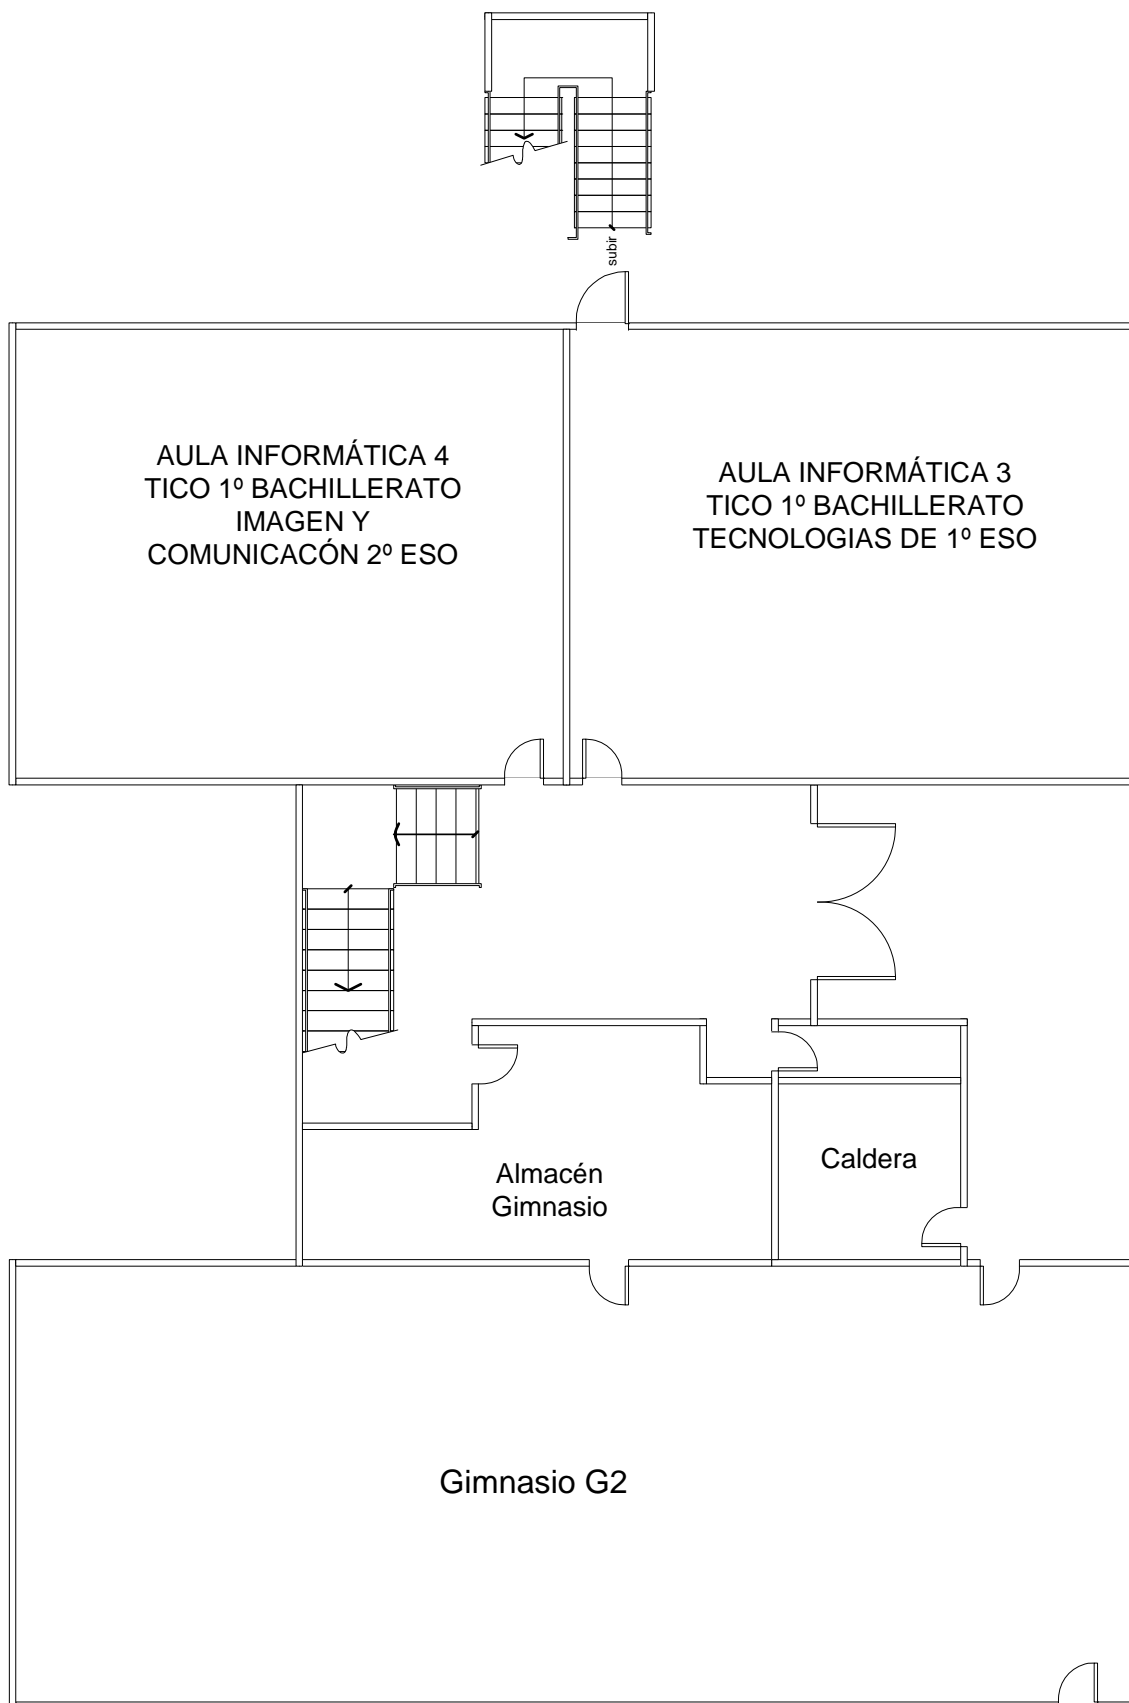 subir
AULA INFORMÁTICA 4
TICO 1º BACHILLERATO
IMAGEN Y
COMUNICACÓN 2º ESO
AULA INFORMÁTICA 3
TICO 1º BACHILLERATO
TECNOLOGIAS DE 1º ESO
Almacén
Gimnasio
Caldera
Gimnasio G2